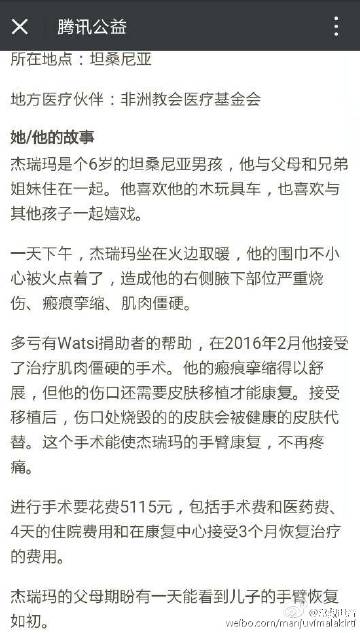 腾讯公益
所在地点：坦桑尼亚
地方医疗伙伴：非洲教会医疗基金会
她/他的故事
杰瑞玛是个6岁的坦桑尼亚男孩，他与父母和兄弟
姐妹住在一起。他喜欢他的木玩具车，也喜欢与
其他孩子一起嬉戏。
一天下午，杰瑞玛坐在火边取暖，他的围巾不小
心被火点着了，造成他的右侧腋下部位严重烧
伤、瘢痕挛缩、肌肉僵硬。
多亏有Watsi捐助者的帮助，在2016年2月他接受
了治疗肌肉僵硬的手术。他的瘢痕挛缩得以舒
展，但他的伤口还需要皮肤移植才能康复。接受
移植后，伤口处烧毁的的皮肤会被健康的皮肤代
替。这个手术能使杰瑞玛的手臂康复，不再疼
痛。
进行手术要花费5115元，包括手术费和医药费、
4天的住院费用和在康复中心接受3个月恢复治疗
的费用。
杰瑞玛的父母期盼有一天能看到儿子的手臂恢复
如初。
weibo.com/manjuvimalakirti